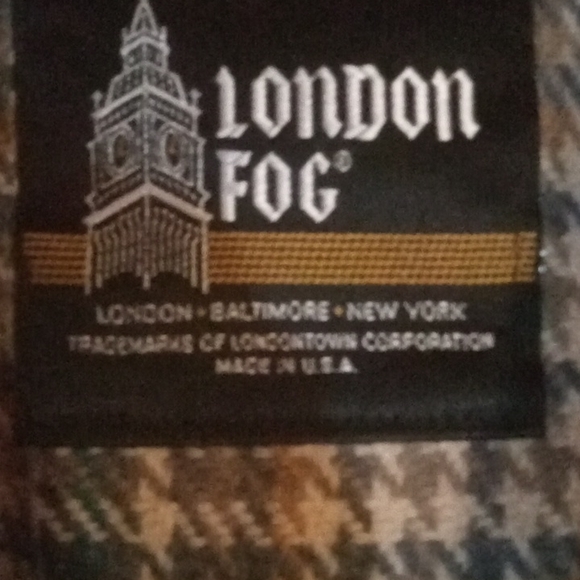 LONDON
FOG®
LONDON • BALTIMORE • NEW YORK
TRADEMARKS OF LONDONTOWN CORPORATION
MADE IN U.S.A.